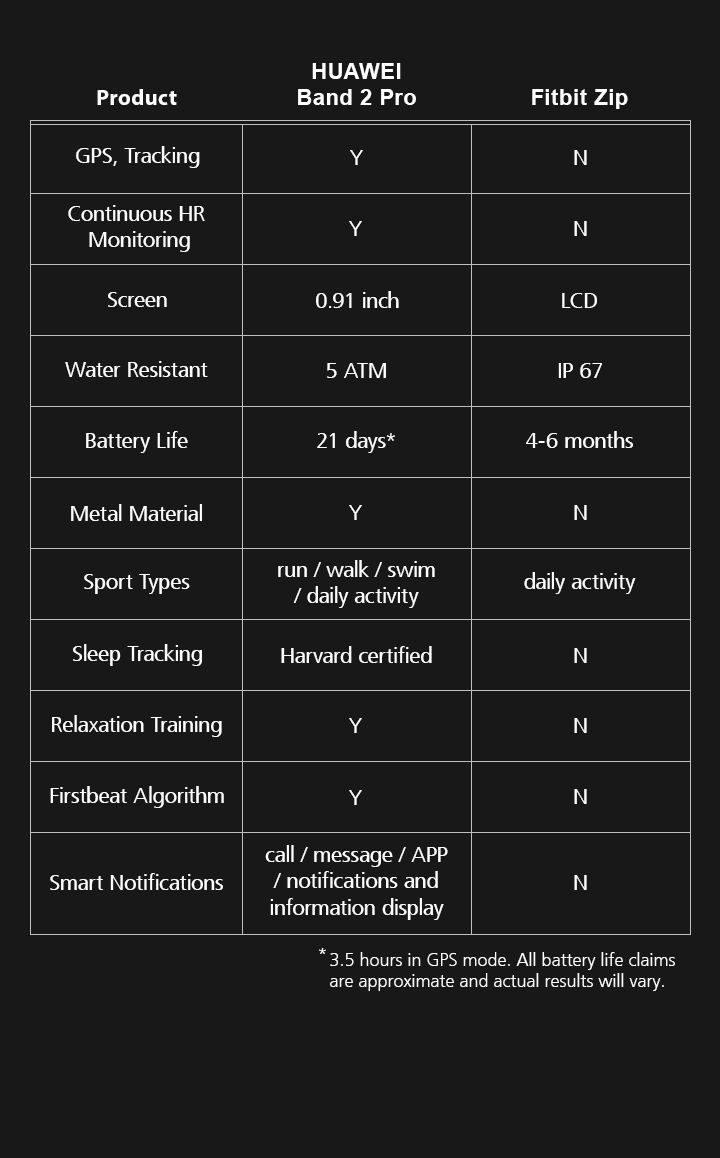 Product
HUAWEI
Band 2 Pro
Fitbit Zip
GPS, Tracking
Y
N
Continuous HR
Monitoring
Y
N
Screen
0.91 inch
LCD
Water Resistant
5 ATM
IP 67
Battery Life
21 days*
4-6 months
Metal Material
Y
N
Sport Types
run / walk / swim
/ daily activity
daily activity
Sleep Tracking
Harvard certified
N
Relaxation Training
Y
N
Firstbeat Algorithm
Y
N
Smart Notifications
call / message / APP
/ notifications and
information display
N
* 3.5 hours in GPS mode. All battery life claims
are approximate and actual results will vary.